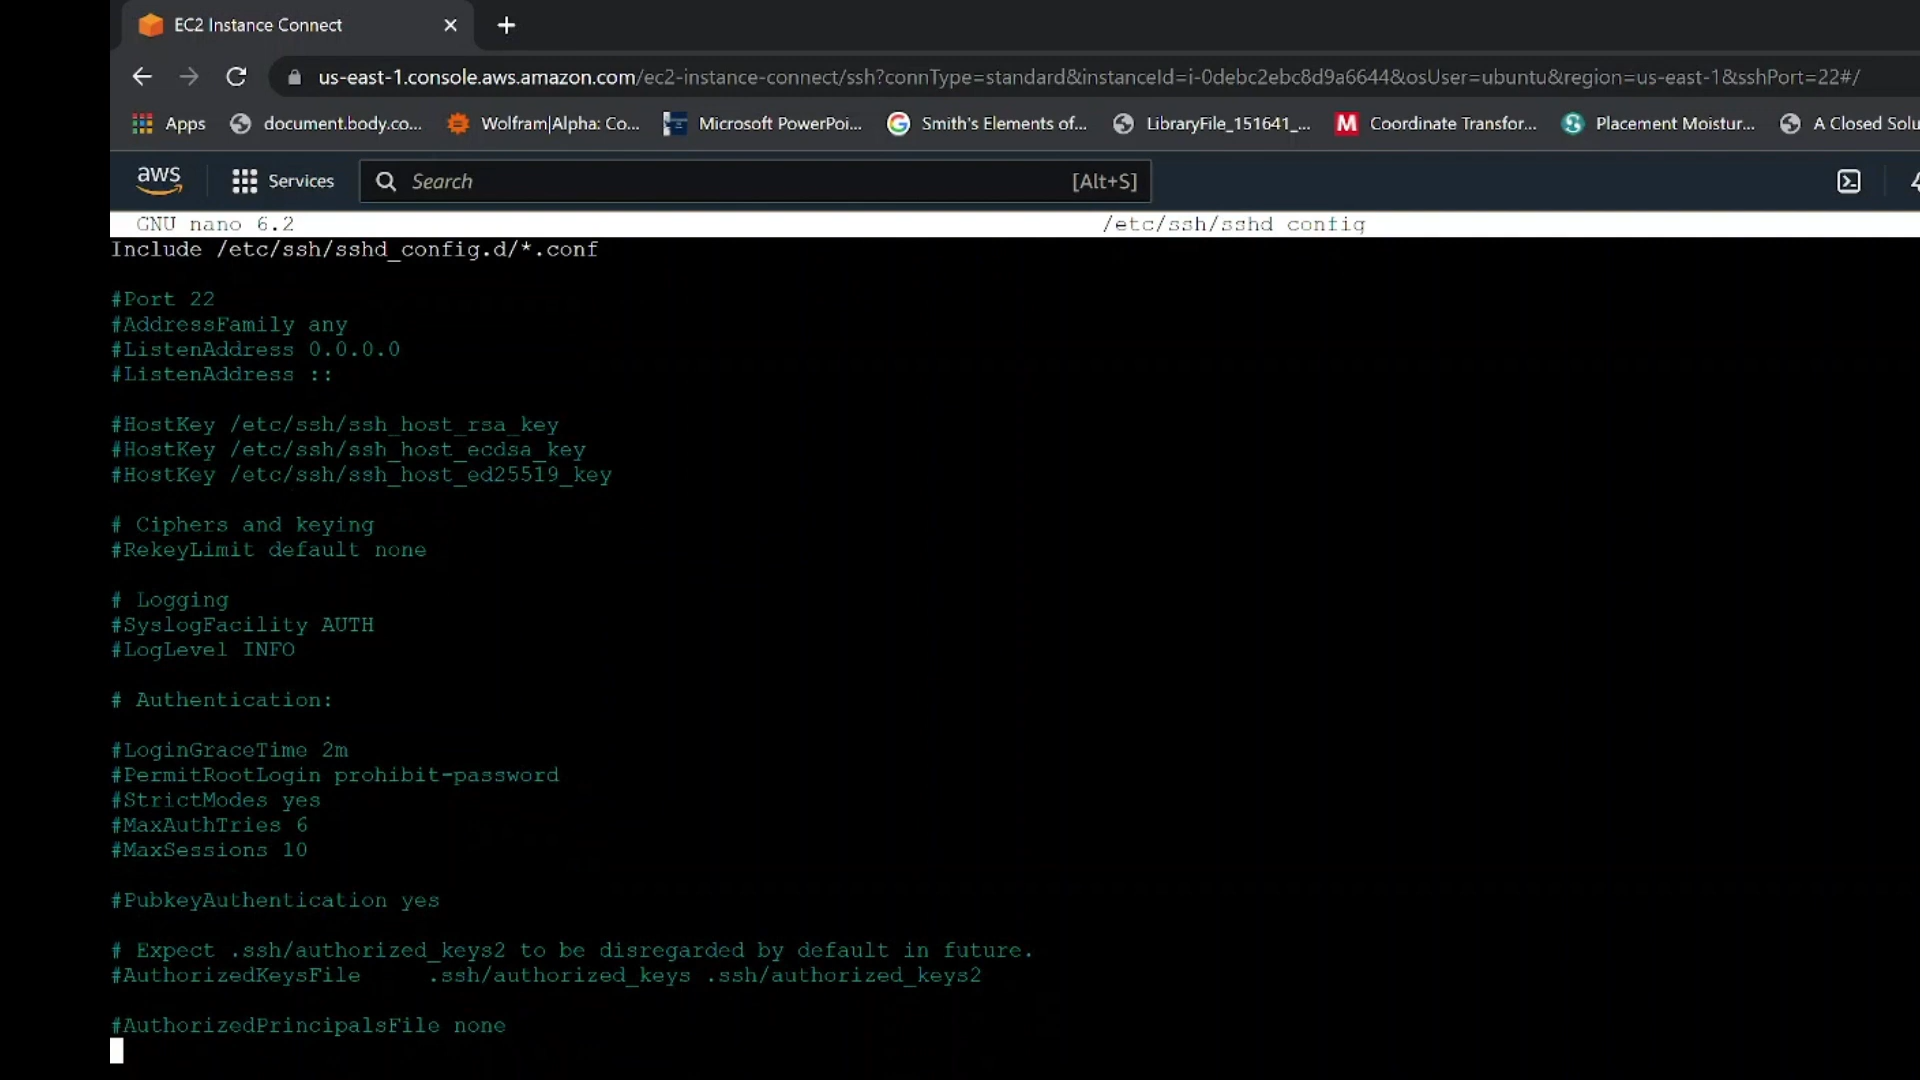 EC2 Instance Connect
us-east-1.console.aws.amazon.com/ec2-instance-connect/ssh?connType=standard&instanceId=i-0debc2ebc8d9a6644&osUser=ubuntu&region=us-east-1&sshPort=22#/
Apps document.body.co... Wolfram|Alpha: Co... Microsoft PowerPoi... Smith's Elements of... LibraryFile_151641_... Coordinate Transfor... Placement Moistur... A Closed Solu
aws Services Search [Alt+S]
GNU nano 6.2 /etc/ssh/sshd config
Include /etc/ssh/sshd_config.d/*.conf
#Port 22
#AddressFamily any
#ListenAddress 0.0.0.0
#ListenAddress ::
#HostKey /etc/ssh/ssh_host_rsa_key
#HostKey /etc/ssh/ssh_host_ecdsa_key
#HostKey /etc/ssh/ssh_host_ed25519_key
# Ciphers and keying
#RekeyLimit default none
# Logging
#SyslogFacility AUTH
#LogLevel INFO
# Authentication:
#LoginGraceTime 2m
#PermitRootLogin prohibit-password
#StrictModes yes
#MaxAuthTries 6
#MaxSessions 10
#PubkeyAuthentication yes
# Expect .ssh/authorized_keys2 to be disregarded by default in future.
#AuthorizedKeysFile .ssh/authorized_keys .ssh/authorized_keys2
#AuthorizedPrincipalsFile none